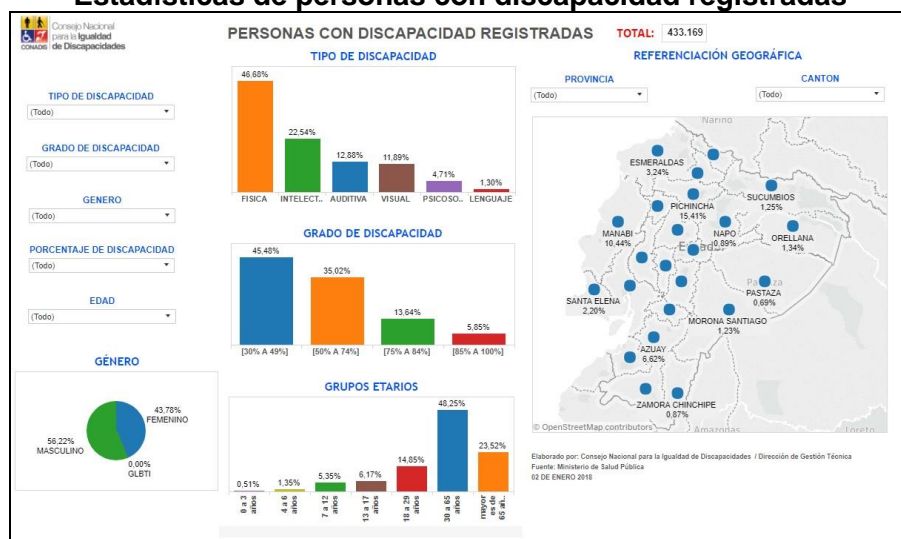 Estadísticas de personas con discapacidad registradas
Consejo Nacional
para la Igualdad
de Discapacidades
CONADIS
PERSONAS CON DISCAPACIDAD REGISTRADAS
TOTAL: 433.169
TIPO DE DISCAPACIDAD
(Todo)
GRADO DE DISCAPACIDAD
(Todo)
GENERO
(Todo)
PORCENTAJE DE DISCAPACIDAD
(Todo)
EDAD
(Todo)
GÉNERO
43,78%
FEMENINO
56,22%
MASCULINO
0,00%
GLBTI
TIPO DE DISCAPACIDAD
46,68%
22,54%
12,88%
11,89%
4,71%
1,30%
FISICA INTELECT.. AUDITIVA VISUAL PSICOSO.. LENGUAJE
GRADO DE DISCAPACIDAD
45,48%
35,02%
13,64%
5,85%
[30% A 49%] [50% A 74%] [75% A 84%] [85% A 100%]
GRUPOS ETARIOS
0,51%
1,35%
5,35%
6,17%
14,85%
48,25%
23,52%
0 a 3
años
4 a 6
años
7 a 12
años
13 a 17
años
18 a 29
años
30 a 65
años
mayor
es de
65 añ..
REFERENCIACIÓN GEOGRÁFICA
PROVINCIA
(Todo)
CANTON
(Todo)
Narino
ESMERALDAS
3,24%
SUCUMBIOS
1,25%
PICHINCHA
15,41%
MANABI
10,44%
NAPO
0,89%
ORELLANA
1,34%
PASTAZA
0,69%
SANTA ELENA
2,20%
MORONA SANTIAGO
1,23%
AZUAY
6,62%
ZAMORA CHINCHIPE
0,87%
© OpenStreetMap contributors
Amazonas
Loreto
Elaborado por: Consejo Nacional para la Igualdad de Discapacidades / Dirección de Gestión Técnica
Fuente: Ministerio de Salud Pública
02 DE ENERO 2018